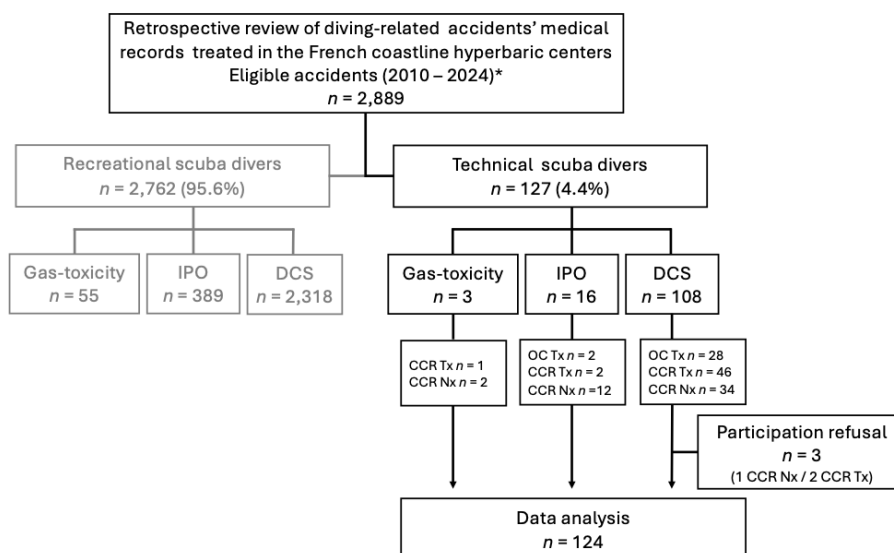 Retrospective review of diving-related accidents' medical
records treated in the French coastline hyperbaric centers
Eligible accidents (2010 – 2024)*
n = 2,889
Recreational scuba divers
n = 2,762 (95.6%)
Technical scuba divers
n = 127 (4.4%)
Gas-toxicity
n = 55
IPO
n = 389
DCS
n = 2,318
Gas-toxicity
n = 3
IPO
n = 16
DCS
n = 108
CCR Tx n = 1
CCR Nx n = 2
OC Tx n = 2
CCR Tx n = 2
CCR Nx n =12
OC Tx n = 28
CCR Tx n = 46
CCR Nx n = 34
Participation refusal
n = 3
(1 CCR Nx / 2 CCR Tx)
Data analysis
n = 124